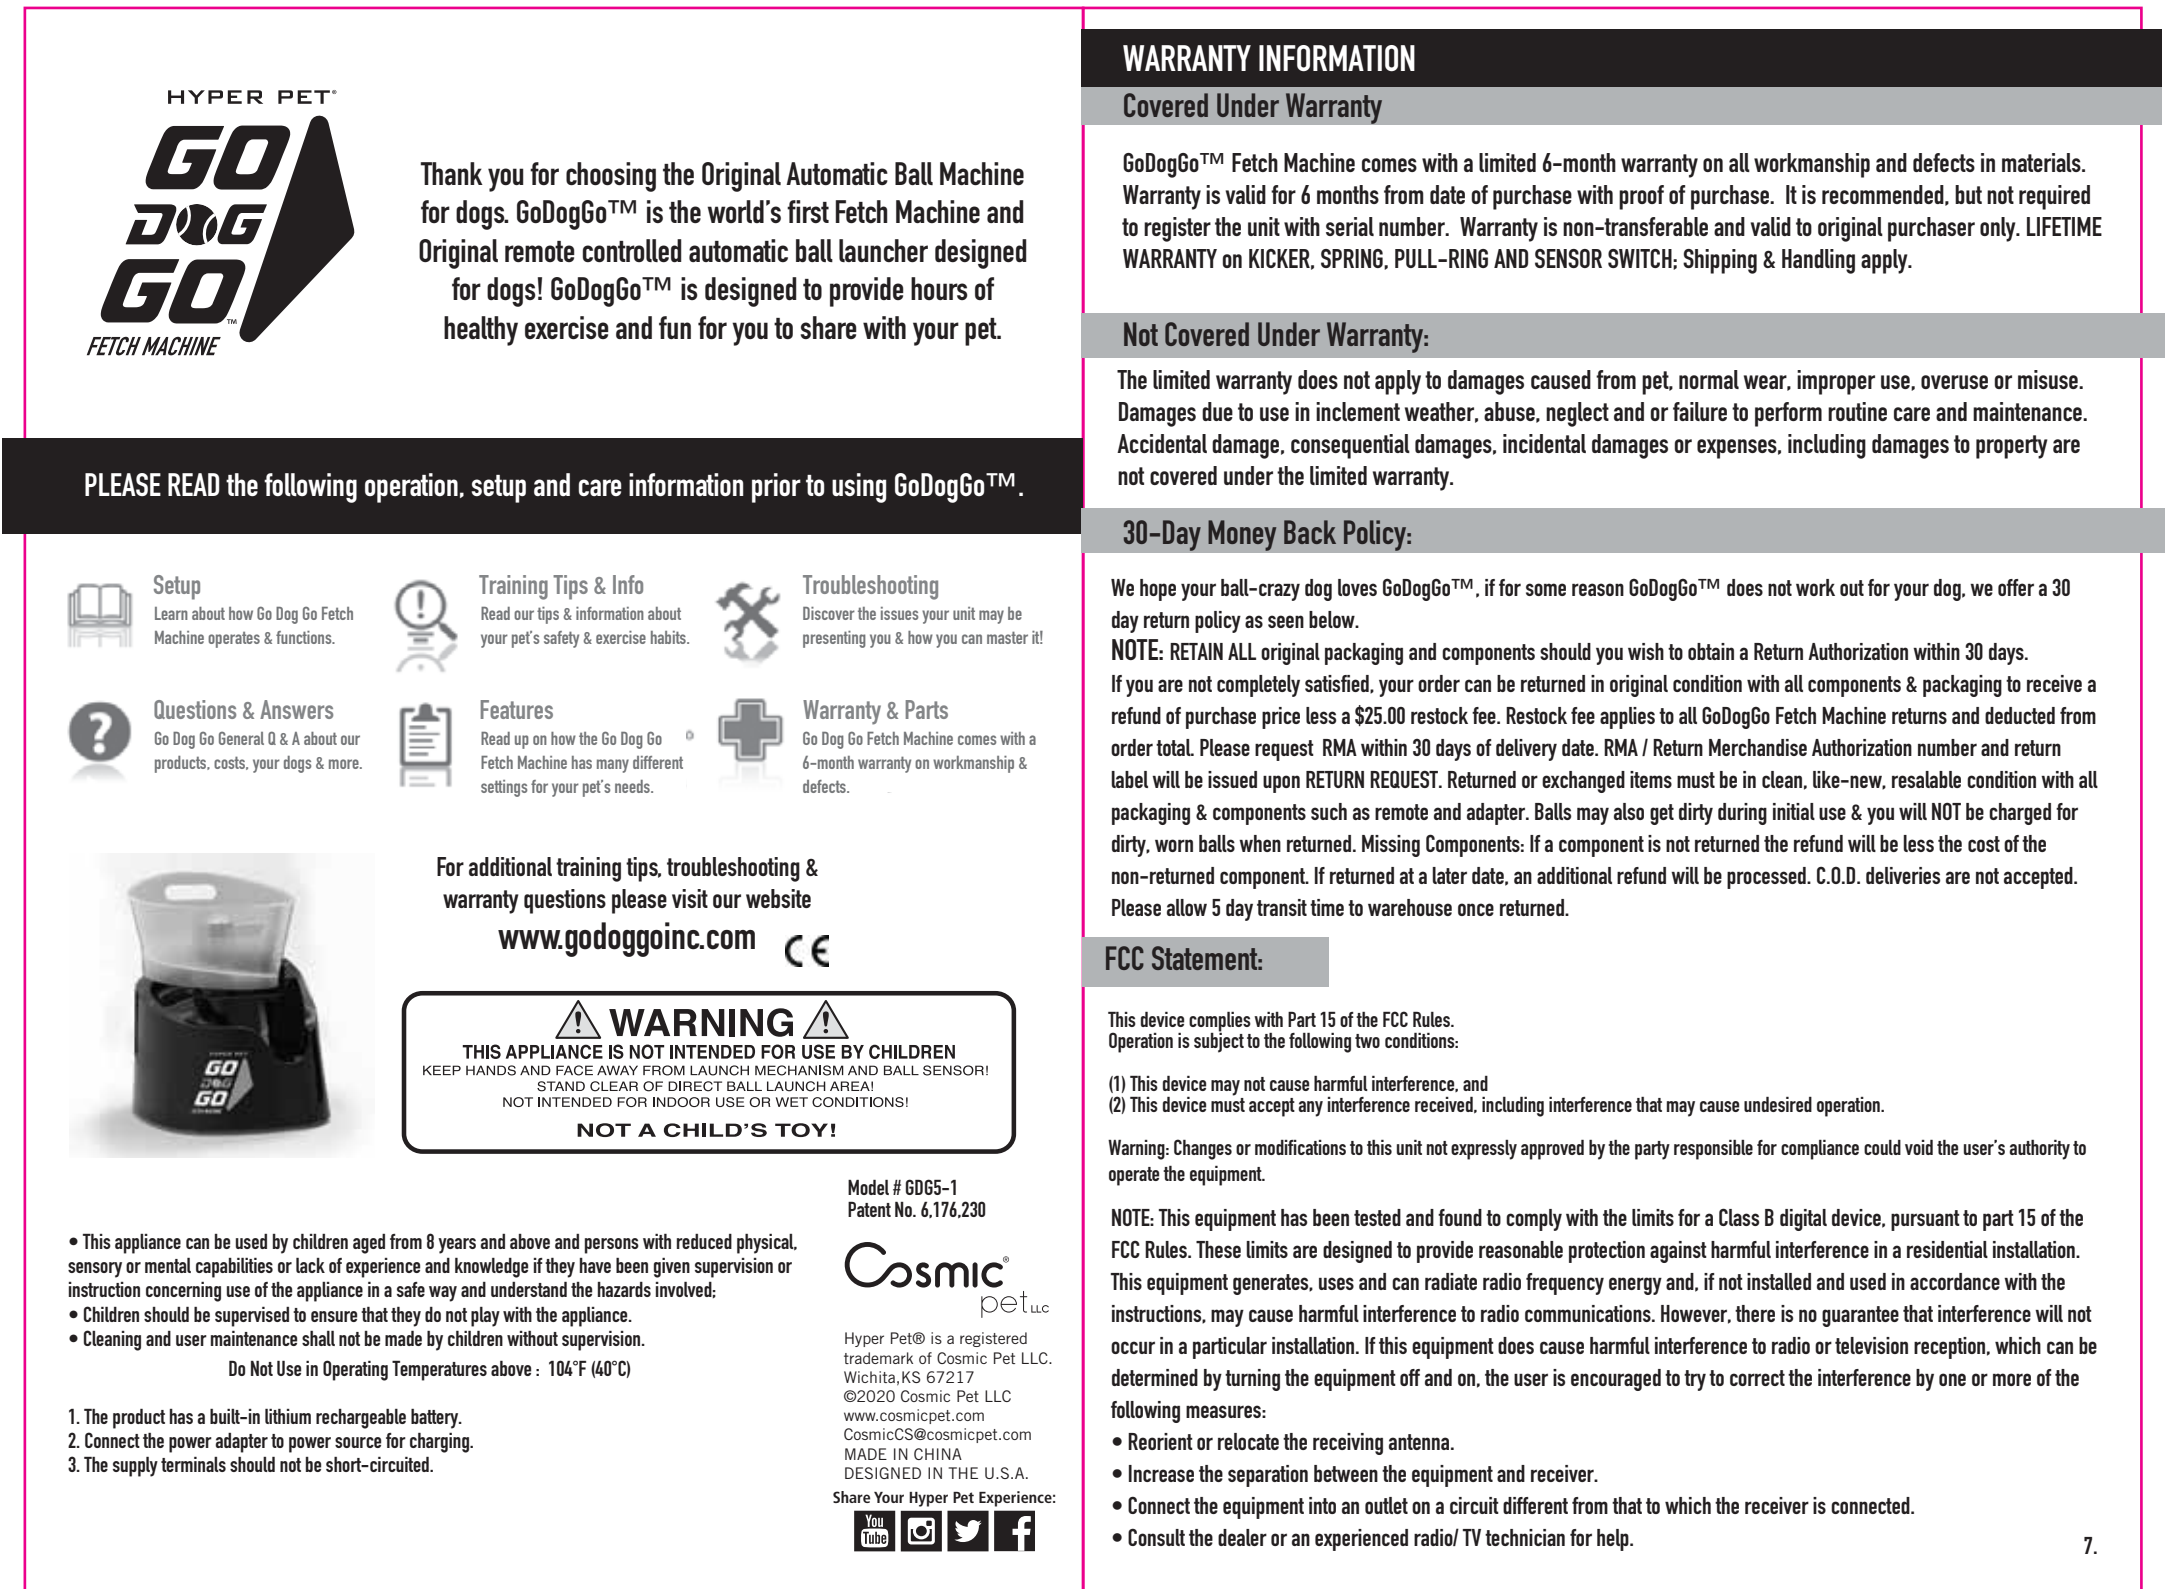 HYPER PET®
GO
DOG
GO™
FETCH MACHINE
Thank you for choosing the Original Automatic Ball Machine
for dogs. GoDogGo™ is the world's first Fetch Machine and
Original remote controlled automatic ball launcher designed
for dogs! GoDogGo™ is designed to provide hours of
healthy exercise and fun for you to share with your pet.
PLEASE READ the following operation, setup and care information prior to using GoDogGo™.
Setup
Learn about how Go Dog Go Fetch
Machine operates & functions.
Training Tips & Info
Read our tips & information about
your pet's safety & exercise habits.
Troubleshooting
Discover the issues your unit may be
presenting you & how you can master it!
Questions & Answers
Go Dog Go General Q & A about our
products, costs, your dogs & more.
Features
Read up on how the Go Dog Go
Fetch Machine has many different
settings for your pet's needs.
Warranty & Parts
Go Dog Go Fetch Machine comes with a
6-month warranty on workmanship &
defects.
HYPER PET
GO
DOG
GO
FETCH MACHINE
For additional training tips, troubleshooting &
warranty questions please visit our website
www.godoggoinc.com CE
WARNING
THIS APPLIANCE IS NOT INTENDED FOR USE BY CHILDREN
KEEP HANDS AND FACE AWAY FROM LAUNCH MECHANISM AND BALL SENSOR!
STAND CLEAR OF DIRECT BALL LAUNCH AREA!
NOT INTENDED FOR INDOOR USE OR WET CONDITIONS!
NOT A CHILD'S TOY!
• This appliance can be used by children aged from 8 years and above and persons with reduced physical,
sensory or mental capabilities or lack of experience and knowledge if they have been given supervision or
instruction concerning use of the appliance in a safe way and understand the hazards involved;
• Children should be supervised to ensure that they do not play with the appliance.
• Cleaning and user maintenance shall not be made by children without supervision.
Do Not Use in Operating Temperatures above : 104°F (40°C)
1. The product has a built-in lithium rechargeable battery.
2. Connect the power adapter to power source for charging.
3. The supply terminals should not be short-circuited.
Model # GDG5-1
Patent No. 6,176,230
Cosmic®
pet LLC
Hyper Pet® is a registered
trademark of Cosmic Pet LLC.
Wichita,KS 67217
©2020 Cosmic Pet LLC
www.cosmicpet.com
CosmicCS@cosmicpet.com
MADE IN CHINA
DESIGNED IN THE U.S.A.
Share Your Hyper Pet Experience:
You
Tube
WARRANTY INFORMATION
Covered Under Warranty
GoDogGo™ Fetch Machine comes with a limited 6-month warranty on all workmanship and defects in materials.
Warranty is valid for 6 months from date of purchase with proof of purchase. It is recommended, but not required
to register the unit with serial number. Warranty is non-transferable and valid to original purchaser only. LIFETIME
WARRANTY on KICKER, SPRING, PULL-RING AND SENSOR SWITCH; Shipping & Handling apply.
Not Covered Under Warranty:
The limited warranty does not apply to damages caused from pet, normal wear, improper use, overuse or misuse.
Damages due to use in inclement weather, abuse, neglect and or failure to perform routine care and maintenance.
Accidental damage, consequential damages, incidental damages or expenses, including damages to property are
not covered under the limited warranty.
30-Day Money Back Policy:
We hope your ball-crazy dog loves GoDogGo™, if for some reason GoDogGo™ does not work out for your dog, we offer a 30
day return policy as seen below.
NOTE: RETAIN ALL original packaging and components should you wish to obtain a Return Authorization within 30 days.
If you are not completely satisfied, your order can be returned in original condition with all components & packaging to receive a
refund of purchase price less a $25.00 restock fee. Restock fee applies to all GoDogGo Fetch Machine returns and deducted from
order total. Please request RMA within 30 days of delivery date. RMA / Return Merchandise Authorization number and return
label will be issued upon RETURN REQUEST. Returned or exchanged items must be in clean, like-new, resalable condition with all
packaging & components such as remote and adapter. Balls may also get dirty during initial use & you will NOT be charged for
dirty, worn balls when returned. Missing Components: If a component is not returned the refund will be less the cost of the
non-returned component. If returned at a later date, an additional refund will be processed. C.O.D. deliveries are not accepted.
Please allow 5 day transit time to warehouse once returned.
FCC Statement:
This device complies with Part 15 of the FCC Rules.
Operation is subject to the following two conditions:
(1) This device may not cause harmful interference, and
(2) This device must accept any interference received, including interference that may cause undesired operation.
Warning: Changes or modifications to this unit not expressly approved by the party responsible for compliance could void the user's authority to
operate the equipment.
NOTE: This equipment has been tested and found to comply with the limits for a Class B digital device, pursuant to part 15 of the
FCC Rules. These limits are designed to provide reasonable protection against harmful interference in a residential installation.
This equipment generates, uses and can radiate radio frequency energy and, if not installed and used in accordance with the
instructions, may cause harmful interference to radio communications. However, there is no guarantee that interference will not
occur in a particular installation. If this equipment does cause harmful interference to radio or television reception, which can be
determined by turning the equipment off and on, the user is encouraged to try to correct the interference by one or more of the
following measures:
• Reorient or relocate the receiving antenna.
• Increase the separation between the equipment and receiver.
• Connect the equipment into an outlet on a circuit different from that to which the receiver is connected.
• Consult the dealer or an experienced radio/ TV technician for help.
7.